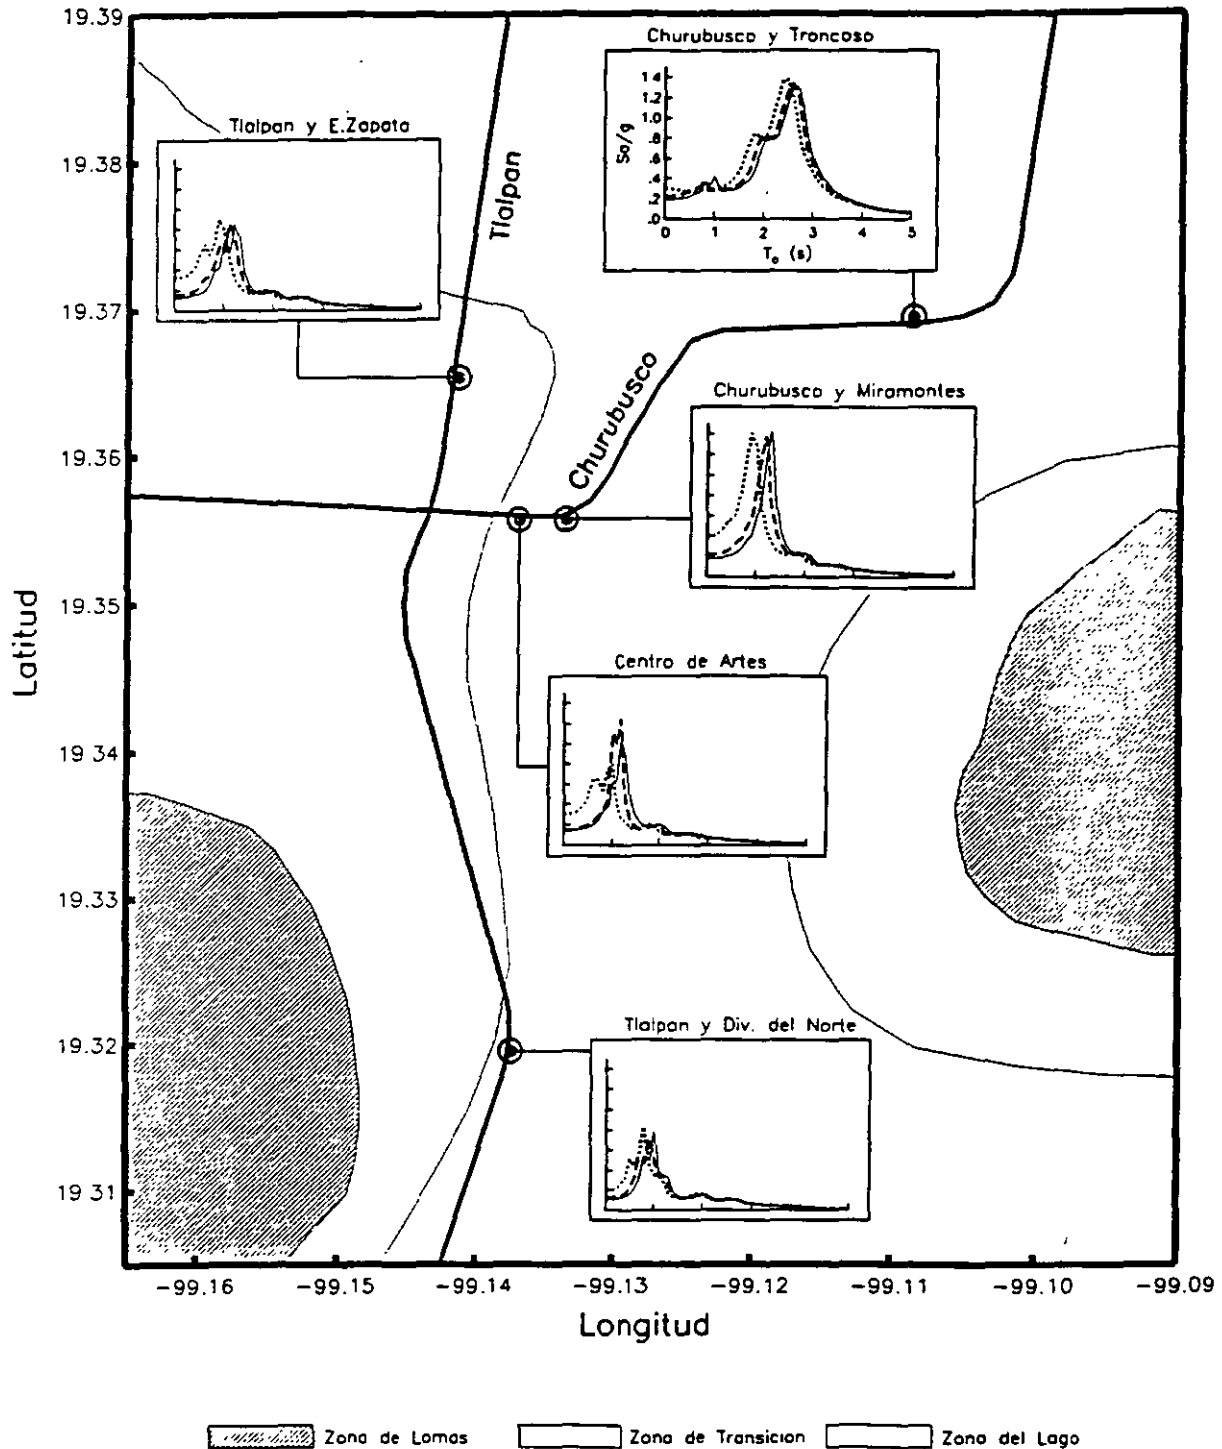 19.39
Churubusco y Troncoso
1.4
1.2
1.0
.8
.6
.4
.2
.0
Sa/g
0 1 2 3 4 5
To (s)
Tlalpan y E.Zapata
19.38
Tlalpan
19.37
Churubusco
Churubusco y Miramontes
19.36
19.35
Latitud
Centro de Artes
19.34
19.33
Tlalpan y Div. del Norte
19.32
19.31
-99.16 -99.15 -99.14 -99.13 -99.12 -99.11 -99.10 -99.09
Longitud
Zona de Lomas Zona de Transicion Zona del Lago